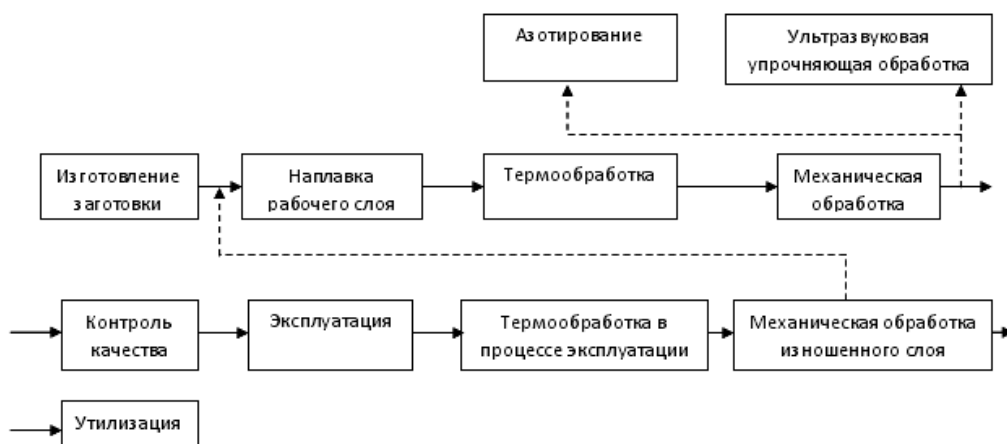 Азотирование
Ультразвуковая
упрочняющая обработка
Изготовление
заготовки
Наплавка
рабочего слоя
Термообработка
Механическая
обработка
Контроль
качества
Эксплуатация
Термообработка в
процессе эксплуатации
Механическая обработка
изношенного слоя
Утилизация